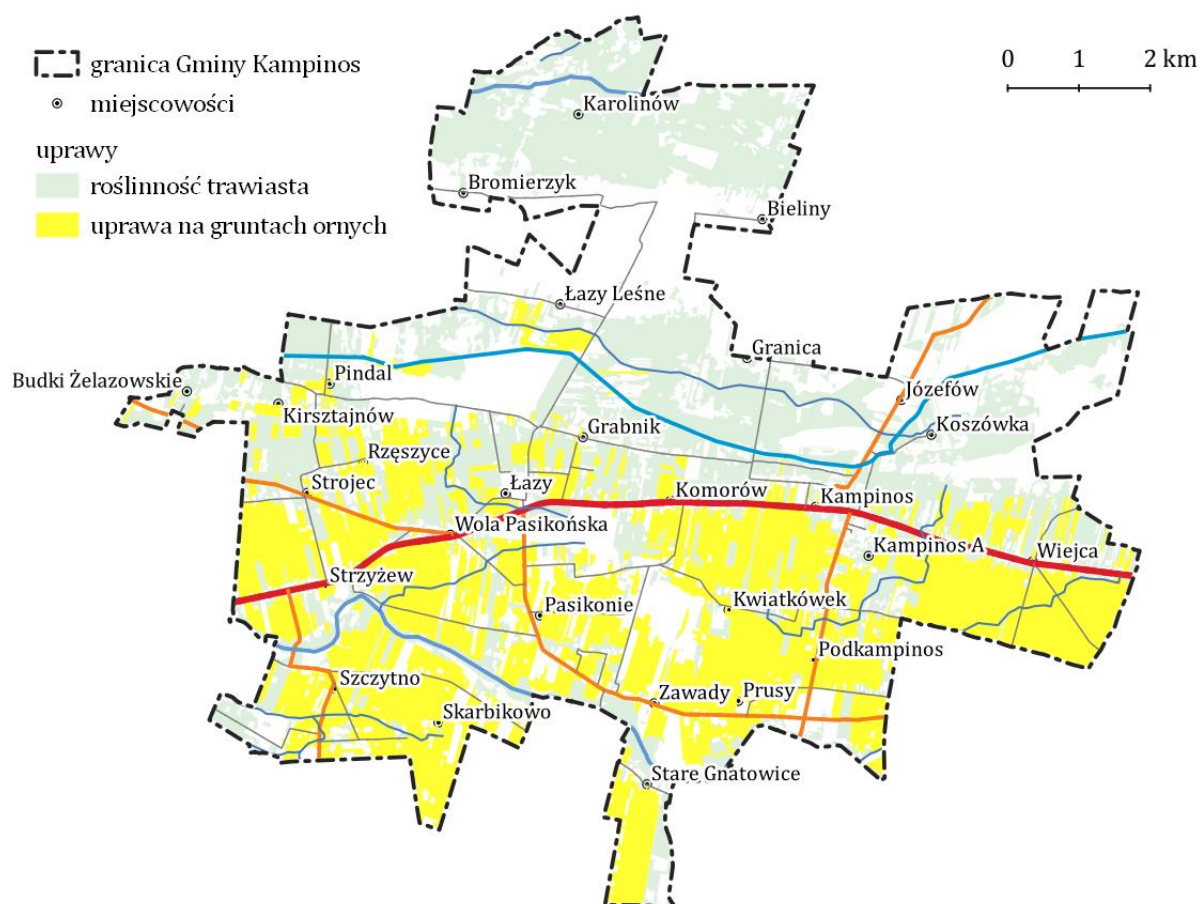 granica Gminy Kampinos
miejscowości
uprawy
roślinność trawiasta
uprawa na gruntach ornych
0 1 2 km
Karolinów
Bromierzyk
Bieliny
Łazy Leśne
Granica
Budki Żelazowskie
Pindal
Józefów
Kirsztajnów
Koszówka
Grabnik
Rzęszyce
Strojec
Łazy
Komorów
Kampinos
Wola Pasikońska
Kampinos A
Wiejca
Strzyżew
Pasikonie
Kwiatkówek
Podkampinos
Szczytno
Zawady
Prusy
Skarbikowo
Stare Gnatowice